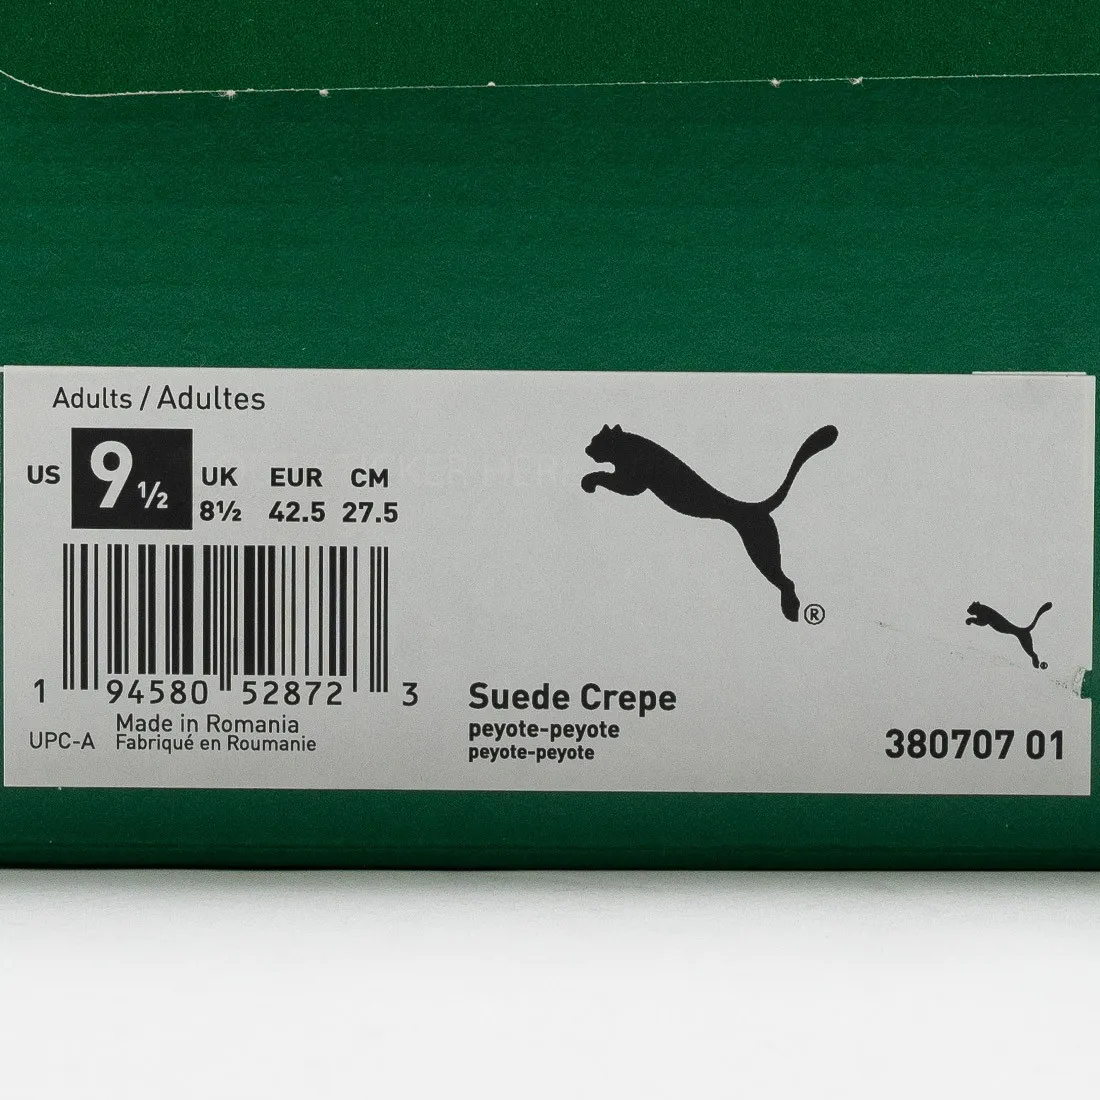 Adults / Adultes
US 9 1/2 UK EUR CM
8½ 42.5 27.5
1 94580 52872 3
UPC-A
Made in Romania
Fabriqué en Roumanie
Suede Crepe
peyote-peyote
peyote-peyote
®
380707 01